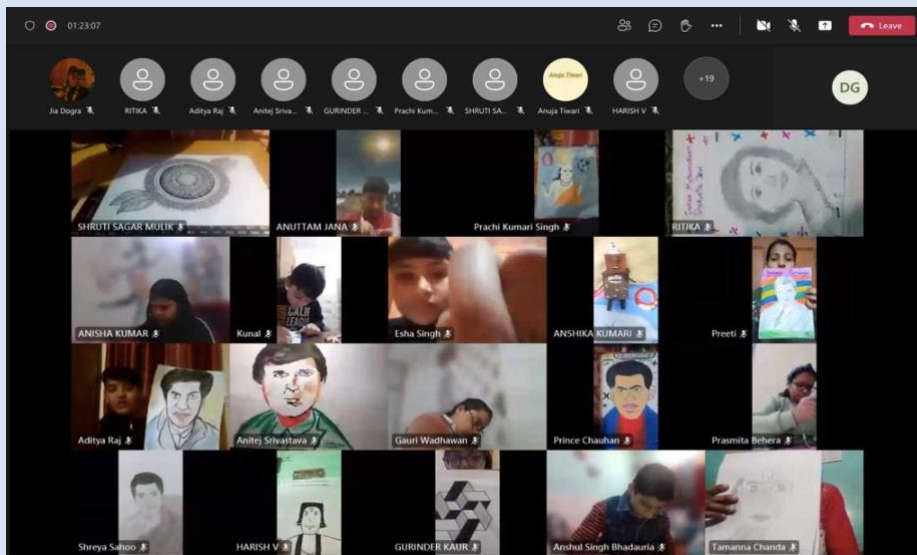 01:23:07
Leave
Anuja Tiwari
+19
DG
Jia Dogra
RITIKA
Aditya Raj
Anitej Sriva...
GURINDER ...
Prachi Kum...
SHRUTI SA...
Anuja Tiwari
HARISH V
SHRUTI SAGAR MULIK
ANUTTAM JANA
Prachi Kumari Singh
RITIKA
ANISHA KUMAR
Kunal
Esha Singh
ANSHIKA KUMARI
Preeti
Aditya Raj
Anitej Srivastava
Gauri Wadhawan
Prince Chauhan
Prasmita Behera
Shreya Sahoo
HARISH V
GURINDER KAUR
Anshul Singh Bhadauria
Tamanna Chanda